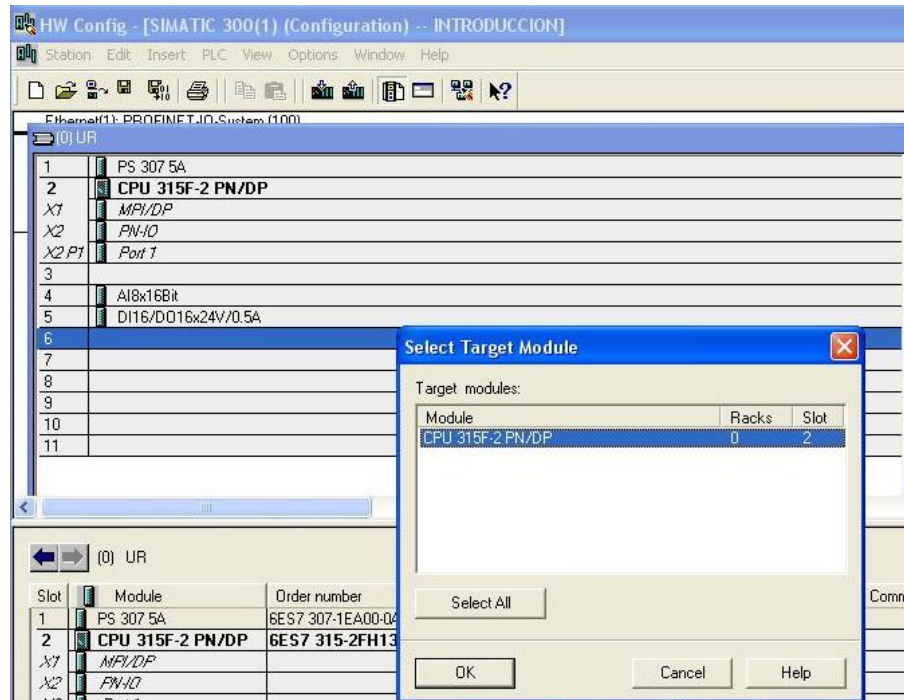 HW Config - [SIMATIC 300(1) (Configuration) -- INTRODUCCION]
Station Edit Insert PLC View Options Window Help
Ethernet(1): PROFINET-IO-System (100)
(0) UR
1 PS 307 5A
2 CPU 315F-2 PN/DP
X1 MPI/DP
X2 PN-IO
X2 P1 Port 1
3
4 AI8x16Bit
5 DI16/DO16x24V/0.5A
6
7
8
9
10
11
Select Target Module
Target modules:
Module Racks Slot
CPU 315F-2 PN/DP 0 2
Select All
OK Cancel Help
(0) UR
Slot Module Order number Comm
1 PS 307 5A 6ES7 307-1EA00-0A
2 CPU 315F-2 PN/DP 6ES7 315-2FH13
X1 MPI/DP
X2 PN-IO